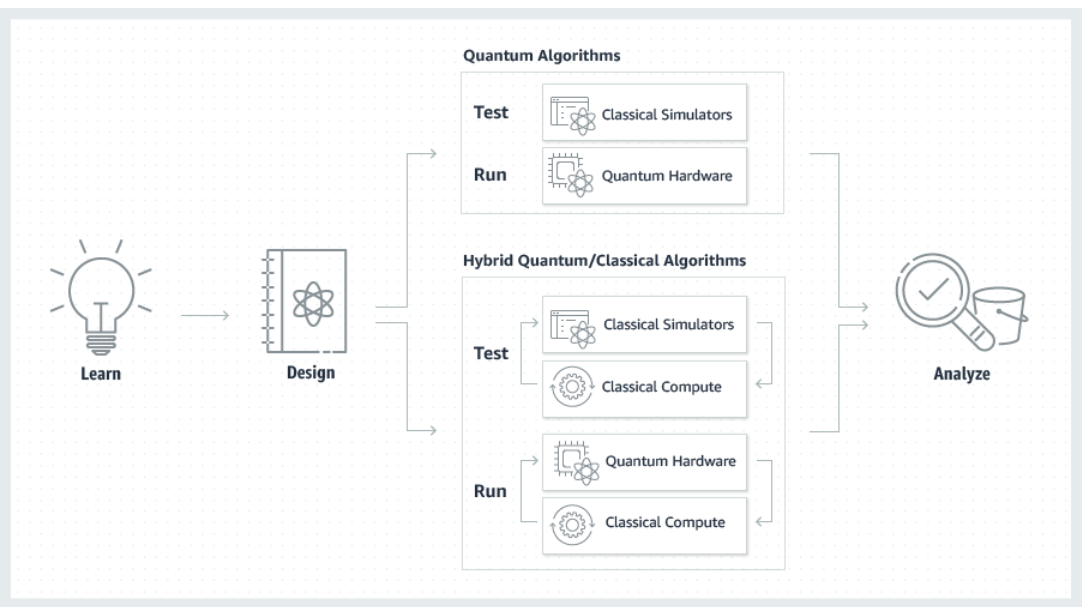 Quantum Algorithms
Test
Classical Simulators
Run
Quantum Hardware
Hybrid Quantum/Classical Algorithms
Test
Classical Simulators
Classical Compute
Run
Quantum Hardware
Classical Compute
Learn
Design
Analyze